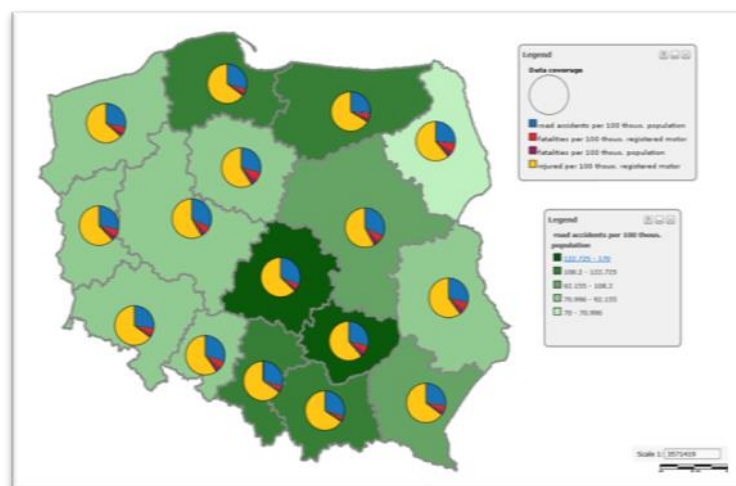 Legend
Data coverage
road accidents per 100 thous. population
fatalities per 100 thous. registered motor
fatalities per 100 thous. population
injured per 100 thous. registered motor
Legend
road accidents per 100 thous.
population
122.725 - 170
108.2 - 122.725
92.155 - 108.2
70.996 - 92.155
70 - 70.996
Scale 1: 3571419